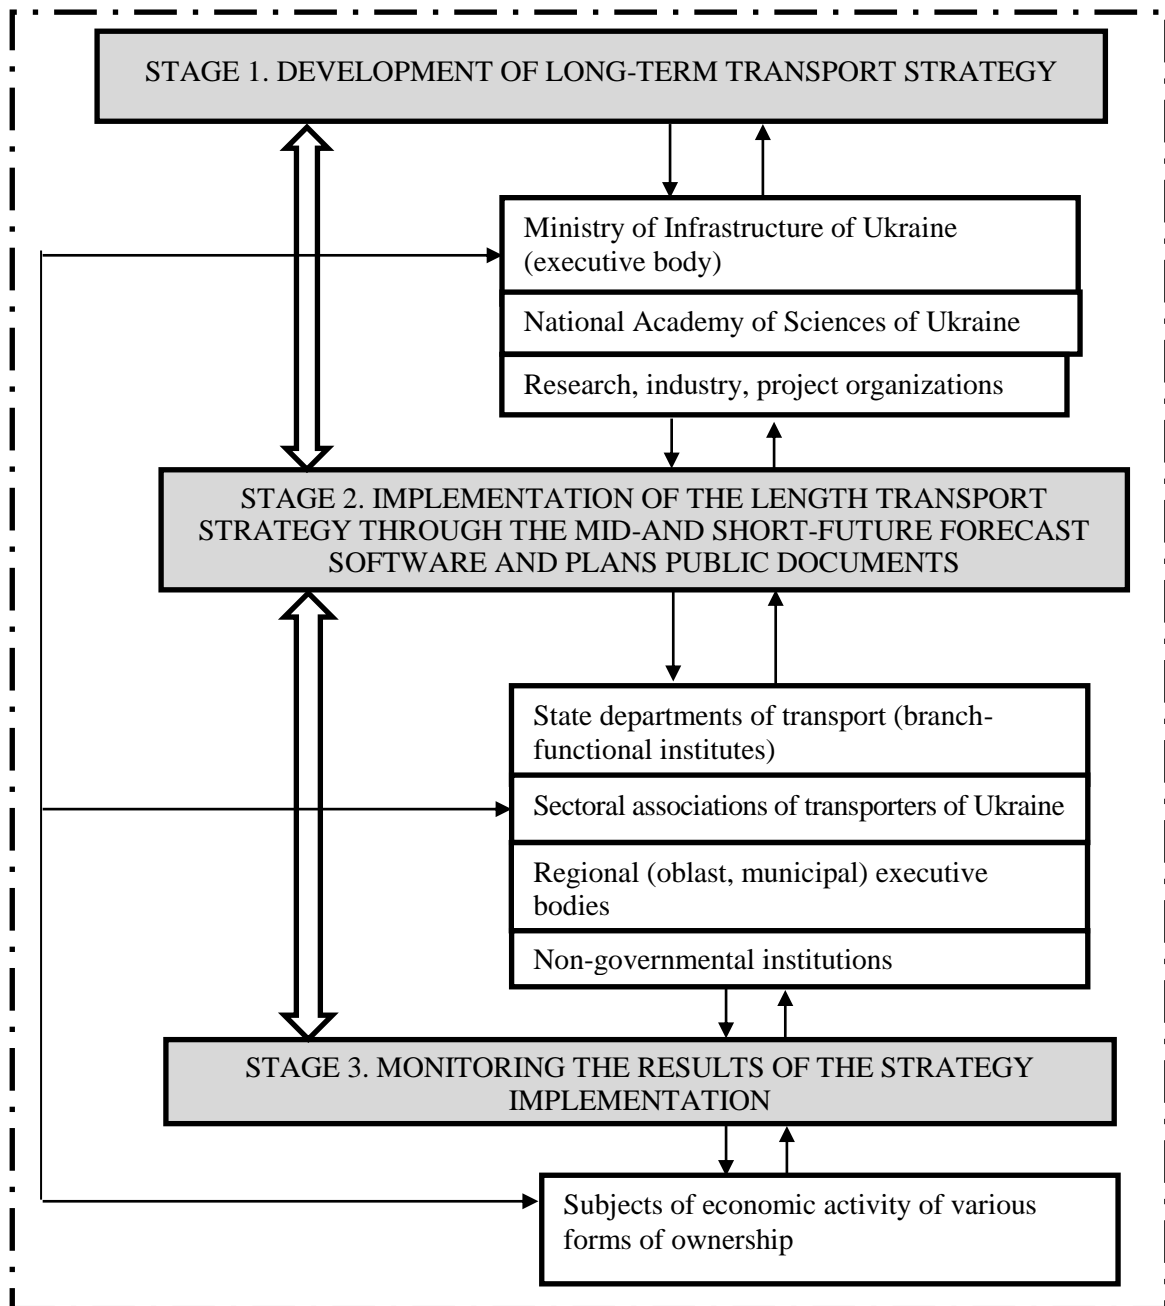 STAGE 1. DEVELOPMENT OF LONG-TERM TRANSPORT STRATEGY
Ministry of Infrastructure of Ukraine
(executive body)
National Academy of Sciences of Ukraine
Research, industry, project organizations
STAGE 2. IMPLEMENTATION OF THE LENGTH TRANSPORT
STRATEGY THROUGH THE MID-AND SHORT-FUTURE FORECAST
SOFTWARE AND PLANS PUBLIC DOCUMENTS
State departments of transport (branch-
functional institutes)
Sectoral associations of transporters of Ukraine
Regional (oblast, municipal) executive
bodies
Non-governmental institutions
STAGE 3. MONITORING THE RESULTS OF THE STRATEGY
IMPLEMENTATION
Subjects of economic activity of various
forms of ownership